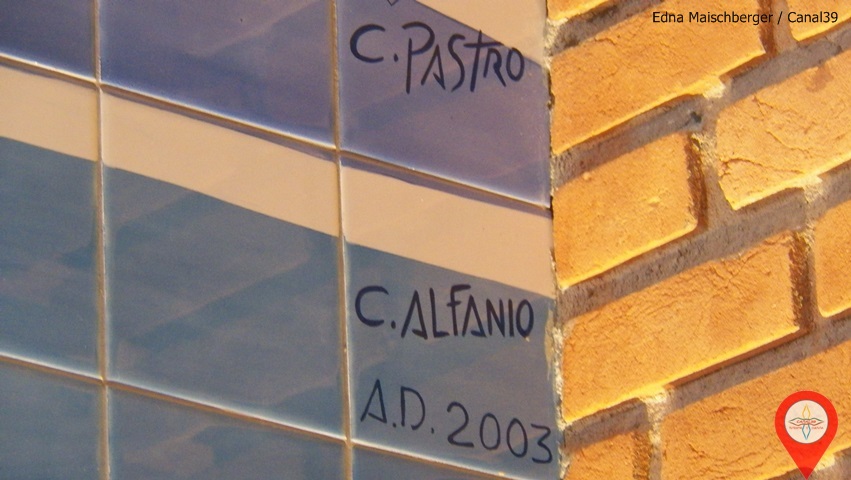 Edna Maischberger / Canal39
C. PASTRO
C. ALFANIO
A.D. 2003